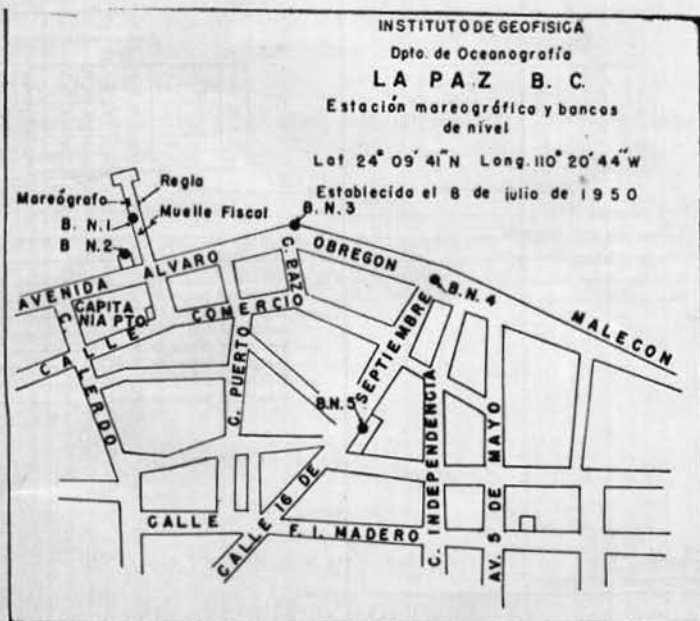 INSTITUTO DE GEOFISICA
Dpto. de Oceanografía
LA PAZ B. C.
Estación mareográfico y bancos
de nivel
Lat 24° 09' 41" N Long. 110° 20' 44" W
Establecida el 8 de julio de 1950
Regla
Mareógrafo
Muelle Fiscal
B. N. 1
B N. 2
B. N. 3
AVENIDA ALVARO OBREGON
MALECON
B.N. 4
C. PAZ
CAPITA
NIA PTO.
CALLE COMERCIO
C. LERDO
C. PUERTO
B.N. 5
CALLE 16 DE SEPTIEMBRE
C. INDEPENDENCIA
AV. 5 DE MAYO
CALLE F. I. MADERO